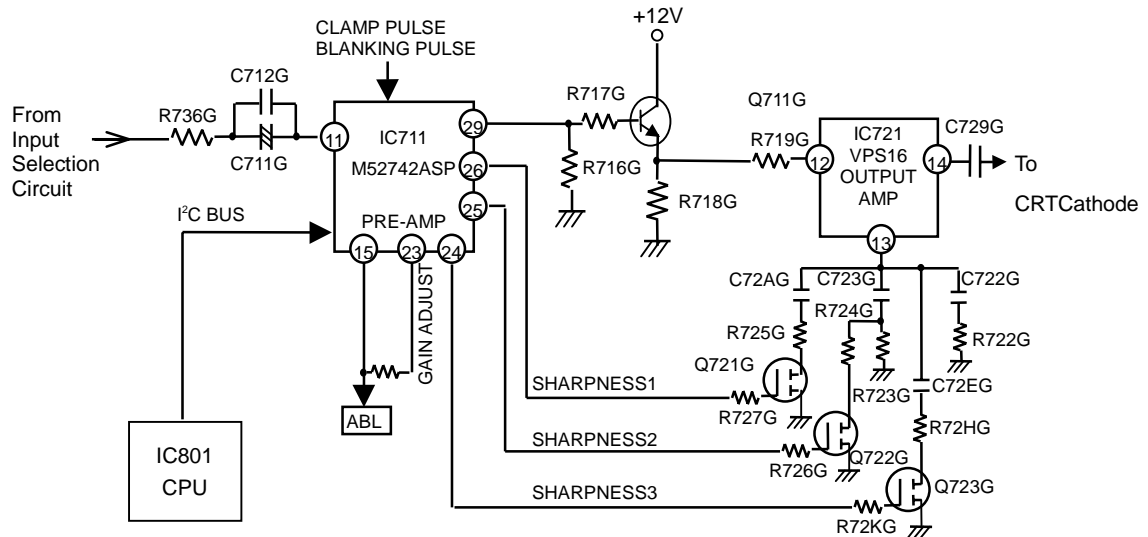 +12V
CLAMP PULSE
BLANKING PULSE
C712G
R717G
Q711G
From
Input
Selection
Circuit
R736G
11
IC711
29
C711G
M52742ASP
26
25
PRE-AMP
15
23
24
R716G
R718G
R719G
12
IC721
VPS16
OUTPUT
AMP
14
13
C729G
To
CRTCathode
I²C BUS
GAIN ADJUST
ABL
IC801
CPU
C72AG
C723G
C722G
R724G
R725G
R722G
Q721G
SHARPNESS1
R727G
R723G
C72EG
R72HG
SHARPNESS2
R726G
Q722G
SHARPNESS3
Q723G
R72KG